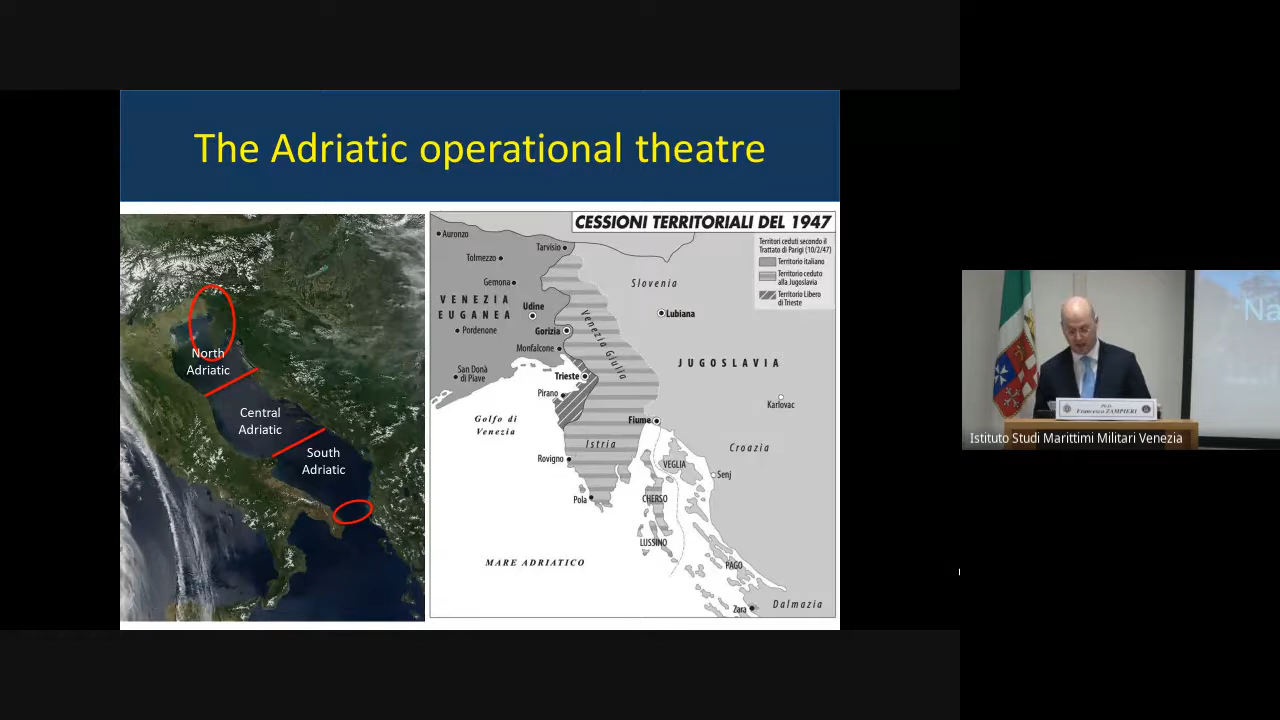 The Adriatic operational theatre
North
Adriatic
Central
Adriatic
South
Adriatic
CESSIONI TERRITORIALI DEL 1947
Territori ceduti secondo il
Trattato di Parigi (10/2/47)
Territorio italiano
Territorio ceduto
alla Jugoslavia
Territorio Libero
di Trieste
Auronzo
Tarvisio
Tolmezzo
Gemona
Slovenia
VENEZIA
EUGANEA
Udine
Lubiana
Pordenone
Gorizia
Venezia Giulia
Monfalcone
JUGOSLAVIA
San Donà
di Piave
Trieste
Pirano
Karlovac
Golfo di
Venezia
Fiume
Istria
Croazia
Rovigno
VEGLIA
Senj
Pola
CHERSO
LUSSINO
MARE ADRIATICO
PAGO
Zara
Dalmazia
Na
Ph.D.
Francesco ZAMPIERI
Istituto Studi Marittimi Militari Venezia